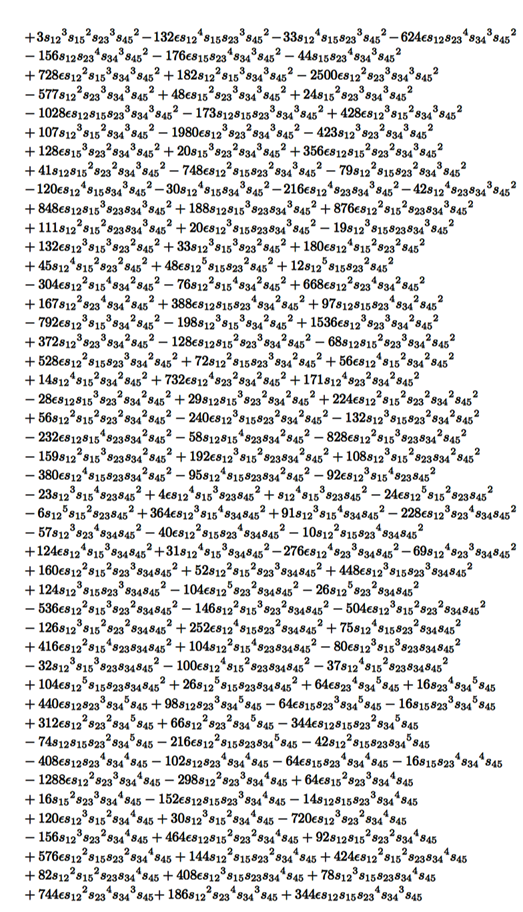 +3s₁₂³s₁₅²s₂₃³s₄₅²−132ϵs₁₂⁴s₁₅s₂₃³s₄₅²−33s₁₂⁴s₁₅s₂₃³s₄₅²−624ϵs₁₂s₂₃⁴s₃₄³s₄₅²
−156s₁₂s₂₃⁴s₃₄³s₄₅²−176ϵs₁₅s₂₃⁴s₃₄³s₄₅²−44s₁₅s₂₃⁴s₃₄³s₄₅²
+728ϵs₁₂²s₁₅³s₃₄³s₄₅²+182s₁₂²s₁₅³s₃₄³s₄₅²−2500ϵs₁₂²s₂₃³s₃₄³s₄₅²
−577s₁₂²s₂₃³s₃₄³s₄₅²+48ϵs₁₅²s₂₃³s₃₄³s₄₅²+24s₁₅²s₂₃³s₃₄³s₄₅²
−1028ϵs₁₂s₁₅s₂₃³s₃₄³s₄₅²−173s₁₂s₁₅s₂₃³s₃₄³s₄₅²+428ϵs₁₂³s₁₅²s₃₄³s₄₅²
+107s₁₂³s₁₅²s₃₄³s₄₅²−1980ϵs₁₂³s₂₃²s₃₄³s₄₅²−423s₁₂³s₂₃²s₃₄³s₄₅²
+128ϵs₁₅³s₂₃²s₃₄³s₄₅²+20s₁₅³s₂₃²s₃₄³s₄₅²+356ϵs₁₂s₁₅²s₂₃²s₃₄³s₄₅²
+41s₁₂s₁₅²s₂₃²s₃₄³s₄₅²−748ϵs₁₂²s₁₅s₂₃²s₃₄³s₄₅²−79s₁₂²s₁₅s₂₃²s₃₄³s₄₅²
−120ϵs₁₂⁴s₁₅s₃₄³s₄₅²−30s₁₂⁴s₁₅s₃₄³s₄₅²−216ϵs₁₂⁴s₂₃s₃₄³s₄₅²−42s₁₂⁴s₂₃s₃₄³s₄₅²
+848ϵs₁₂s₁₅³s₂₃s₃₄³s₄₅²+188s₁₂s₁₅³s₂₃s₃₄³s₄₅²+876ϵs₁₂²s₁₅²s₂₃s₃₄³s₄₅²
+111s₁₂²s₁₅²s₂₃s₃₄³s₄₅²+20ϵs₁₂³s₁₅s₂₃s₃₄³s₄₅²−19s₁₂³s₁₅s₂₃s₃₄³s₄₅²
+132ϵs₁₂³s₁₅³s₂₃²s₄₅²+33s₁₂³s₁₅³s₂₃²s₄₅²+180ϵs₁₂⁴s₁₅²s₂₃²s₄₅²
+45s₁₂⁴s₁₅²s₂₃²s₄₅²+48ϵs₁₂⁵s₁₅s₂₃²s₄₅²+12s₁₂⁵s₁₅s₂₃²s₄₅²
−304ϵs₁₂²s₁₅⁴s₃₄²s₄₅²−76s₁₂²s₁₅⁴s₃₄²s₄₅²+668ϵs₁₂²s₂₃⁴s₃₄²s₄₅²
+167s₁₂²s₂₃⁴s₃₄²s₄₅²+388ϵs₁₂s₁₅s₂₃⁴s₃₄²s₄₅²+97s₁₂s₁₅s₂₃⁴s₃₄²s₄₅²
−792ϵs₁₂³s₁₅³s₃₄²s₄₅²−198s₁₂³s₁₅³s₃₄²s₄₅²+1536ϵs₁₂³s₂₃³s₃₄²s₄₅²
+372s₁₂³s₂₃³s₃₄²s₄₅²−128ϵs₁₂s₁₅²s₂₃³s₃₄²s₄₅²−68s₁₂s₁₅²s₂₃³s₃₄²s₄₅²
+528ϵs₁₂²s₁₅s₂₃³s₃₄²s₄₅²+72s₁₂²s₁₅s₂₃³s₃₄²s₄₅²+56ϵs₁₂⁴s₁₅²s₃₄²s₄₅²
+14s₁₂⁴s₁₅²s₃₄²s₄₅²+732ϵs₁₂⁴s₂₃²s₃₄²s₄₅²+171s₁₂⁴s₂₃²s₃₄²s₄₅²
−28ϵs₁₂s₁₅³s₂₃²s₃₄²s₄₅²+29s₁₂s₁₅³s₂₃²s₃₄²s₄₅²+224ϵs₁₂²s₁₅²s₂₃²s₃₄²s₄₅²
+56s₁₂²s₁₅²s₂₃²s₃₄²s₄₅²−240ϵs₁₂³s₁₅s₂₃²s₃₄²s₄₅²−132s₁₂³s₁₅s₂₃²s₃₄²s₄₅²
−232ϵs₁₂s₁₅⁴s₂₃s₃₄²s₄₅²−58s₁₂s₁₅⁴s₂₃s₃₄²s₄₅²−828ϵs₁₂²s₁₅³s₂₃s₃₄²s₄₅²
−159s₁₂²s₁₅³s₂₃s₃₄²s₄₅²+192ϵs₁₂³s₁₅²s₂₃s₃₄²s₄₅²+108s₁₂³s₁₅²s₂₃s₃₄²s₄₅²
−380ϵs₁₂⁴s₁₅s₂₃s₃₄²s₄₅²−95s₁₂⁴s₁₅s₂₃s₃₄²s₄₅²−92ϵs₁₂³s₁₅⁴s₂₃s₄₅²
−23s₁₂³s₁₅⁴s₂₃s₄₅²+4ϵs₁₂⁴s₁₅³s₂₃s₄₅²+s₁₂⁴s₁₅³s₂₃s₄₅²−24ϵs₁₂⁵s₁₅²s₂₃s₄₅²
−6s₁₂⁵s₁₅²s₂₃s₄₅²+364ϵs₁₂³s₁₅⁴s₃₄s₄₅²+91s₁₂³s₁₅⁴s₃₄s₄₅²−228ϵs₁₂³s₂₃⁴s₃₄s₄₅²
−57s₁₂³s₂₃⁴s₃₄s₄₅²−40ϵs₁₂²s₁₅s₂₃⁴s₃₄s₄₅²−10s₁₂²s₁₅s₂₃⁴s₃₄s₄₅²
+124ϵs₁₂⁴s₁₅³s₃₄s₄₅²+31s₁₂⁴s₁₅³s₃₄s₄₅²−276ϵs₁₂⁴s₂₃³s₃₄s₄₅²−69s₁₂⁴s₂₃³s₃₄s₄₅²
+160ϵs₁₂²s₁₅²s₂₃³s₃₄s₄₅²+52s₁₂²s₁₅²s₂₃³s₃₄s₄₅²+448ϵs₁₂³s₁₅s₂₃³s₃₄s₄₅²
+124s₁₂³s₁₅s₂₃³s₃₄s₄₅²−104ϵs₁₂⁵s₂₃²s₃₄s₄₅²−26s₁₂⁵s₂₃²s₃₄s₄₅²
−536ϵs₁₂²s₁₅³s₂₃²s₃₄s₄₅²−146s₁₂²s₁₅³s₂₃²s₃₄s₄₅²−504ϵs₁₂³s₁₅²s₂₃²s₃₄s₄₅²
−126s₁₂³s₁₅²s₂₃²s₃₄s₄₅²+252ϵs₁₂⁴s₁₅s₂₃²s₃₄s₄₅²+75s₁₂⁴s₁₅s₂₃²s₃₄s₄₅²
+416ϵs₁₂²s₁₅⁴s₂₃s₃₄s₄₅²+104s₁₂²s₁₅⁴s₂₃s₃₄s₄₅²−80ϵs₁₂³s₁₅³s₂₃s₃₄s₄₅²
−32s₁₂³s₁₅³s₂₃s₃₄s₄₅²−100ϵs₁₂⁴s₁₅²s₂₃s₃₄s₄₅²−37s₁₂⁴s₁₅²s₂₃s₃₄s₄₅²
+104ϵs₁₂⁵s₁₅s₂₃s₃₄s₄₅²+26s₁₂⁵s₁₅s₂₃s₃₄s₄₅²+64ϵs₂₃⁴s₃₄⁵s₄₅+16s₂₃⁴s₃₄⁵s₄₅
+440ϵs₁₂s₂₃³s₃₄⁵s₄₅+98s₁₂s₂₃³s₃₄⁵s₄₅−64ϵs₁₅s₂₃³s₃₄⁵s₄₅−16s₁₅s₂₃³s₃₄⁵s₄₅
+312ϵs₁₂²s₂₃²s₃₄⁵s₄₅+66s₁₂²s₂₃²s₃₄⁵s₄₅−344ϵs₁₂s₁₅s₂₃²s₃₄⁵s₄₅
−74s₁₂s₁₅s₂₃²s₃₄⁵s₄₅−216ϵs₁₂²s₁₅s₂₃s₃₄⁵s₄₅−42s₁₂²s₁₅s₂₃s₃₄⁵s₄₅
−408ϵs₁₂s₂₃⁴s₃₄⁴s₄₅−102s₁₂s₂₃⁴s₃₄⁴s₄₅−64ϵs₁₅s₂₃⁴s₃₄⁴s₄₅−16s₁₅s₂₃⁴s₃₄⁴s₄₅
−1288ϵs₁₂²s₂₃³s₃₄⁴s₄₅−298s₁₂²s₂₃³s₃₄⁴s₄₅+64ϵs₁₅²s₂₃³s₃₄⁴s₄₅
+16s₁₅²s₂₃³s₃₄⁴s₄₅−152ϵs₁₂s₁₅s₂₃³s₃₄⁴s₄₅−14s₁₂s₁₅s₂₃³s₃₄⁴s₄₅
+120ϵs₁₂³s₁₅²s₃₄⁴s₄₅+30s₁₂³s₁₅²s₃₄⁴s₄₅−720ϵs₁₂³s₂₃²s₃₄⁴s₄₅
−156s₁₂³s₂₃²s₃₄⁴s₄₅+464ϵs₁₂s₁₅²s₂₃²s₃₄⁴s₄₅+92s₁₂s₁₅²s₂₃²s₃₄⁴s₄₅
+576ϵs₁₂²s₁₅s₂₃²s₃₄⁴s₄₅+144s₁₂²s₁₅s₂₃²s₃₄⁴s₄₅+424ϵs₁₂²s₁₅²s₂₃s₃₄⁴s₄₅
+82s₁₂²s₁₅²s₂₃s₃₄⁴s₄₅+408ϵs₁₂³s₁₅s₂₃s₃₄⁴s₄₅+78s₁₂³s₁₅s₂₃s₃₄⁴s₄₅
+744ϵs₁₂²s₂₃⁴s₃₄³s₄₅+186s₁₂²s₂₃⁴s₃₄³s₄₅+344ϵs₁₂s₁₅s₂₃⁴s₃₄³s₄₅